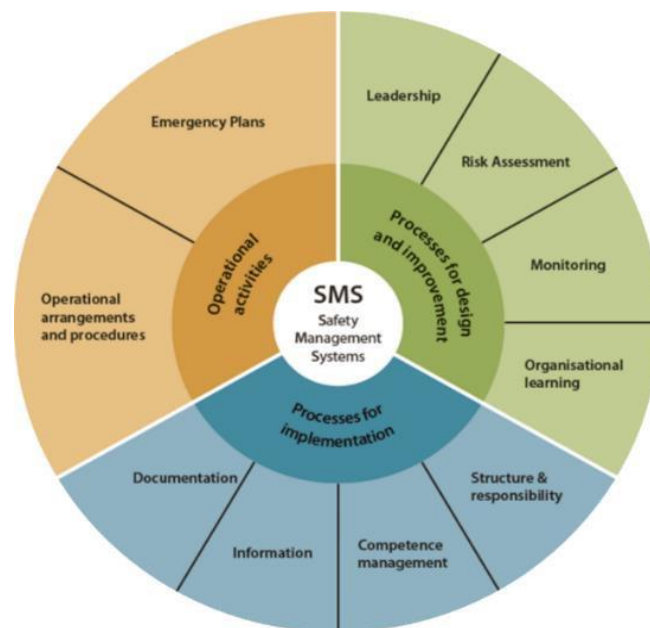 SMS
Safety
Management
Systems
Processes for design
and improvement
Leadership
Risk Assessment
Monitoring
Organisational
learning
Processes for
implementation
Structure &
responsibility
Competence
management
Information
Documentation
Operational
activities
Operational
arrangements
and procedures
Emergency Plans